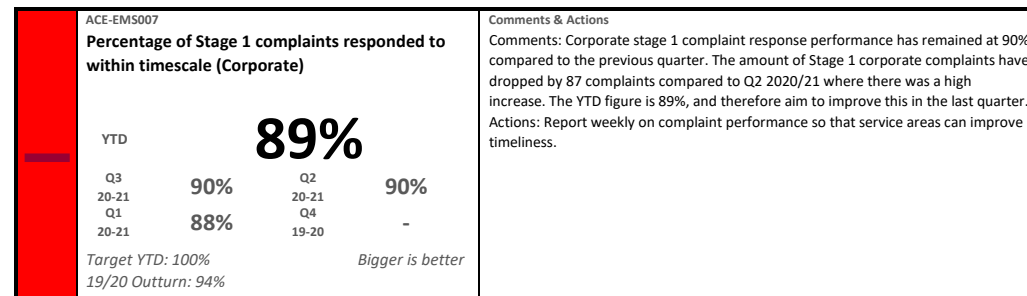 ACE-EMS007
Percentage of Stage 1 complaints responded to
within timescale (Corporate)
YTD 89%
Q3 20-21 90% Q2 20-21 90%
Q1 20-21 88% Q4 19-20 -
Target YTD: 100% Bigger is better
19/20 Outturn: 94%
Comments & Actions
Comments: Corporate stage 1 complaint response performance has remained at 90%
compared to the previous quarter. The amount of Stage 1 corporate complaints have
dropped by 87 complaints compared to Q2 2020/21 where there was a high
increase. The YTD figure is 89%, and therefore aim to improve this in the last quarter.
Actions: Report weekly on complaint performance so that service areas can improve
timeliness.